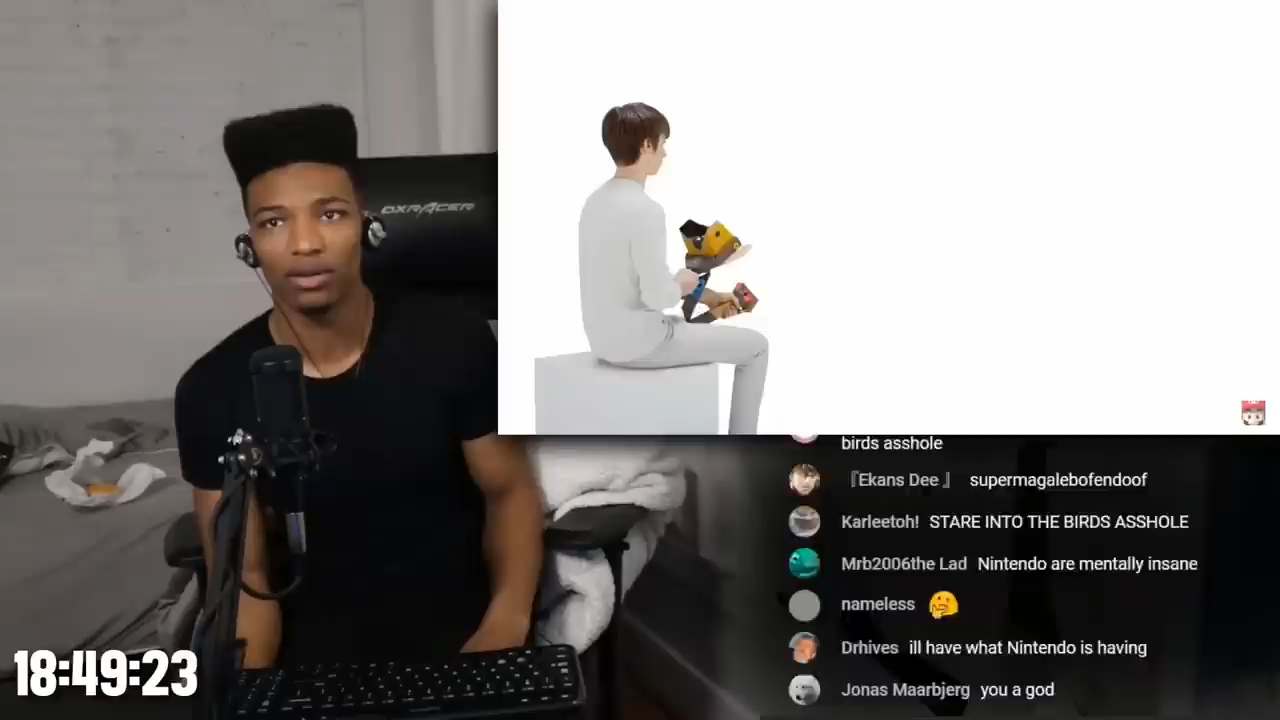 DXRACER
birds asshole
『Ekans Dee 』 supermagalebofendoof
Karleetoh! STARE INTO THE BIRDS ASSHOLE
Mrb2006the Lad Nintendo are mentally insane
nameless 🤔
Drhives ill have what Nintendo is having
Jonas Maarbjerg you a god
18:49:23